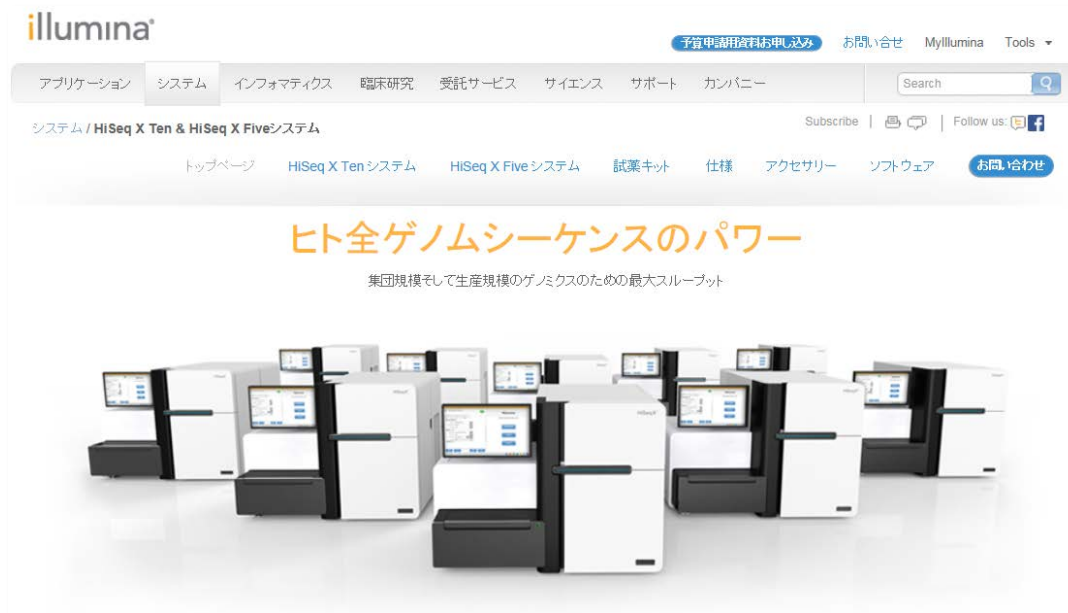 illumina®
予算申請用資料お申し込み お問い合せ MyIllumina Tools
アプリケーション システム インフォマティクス 臨床研究 受託サービス サイエンス サポート カンパニー Search
システム / HiSeq X Ten & HiSeq X Fiveシステム Subscribe | | Follow us:
トップページ HiSeq X Ten システム HiSeq X Five システム 試薬キット 仕様 アクセサリー ソフトウェア お問い合わせ
ヒト全ゲノムシーケンスのパワー
集団規模そして生産規模のゲノミクスのための最大スループット